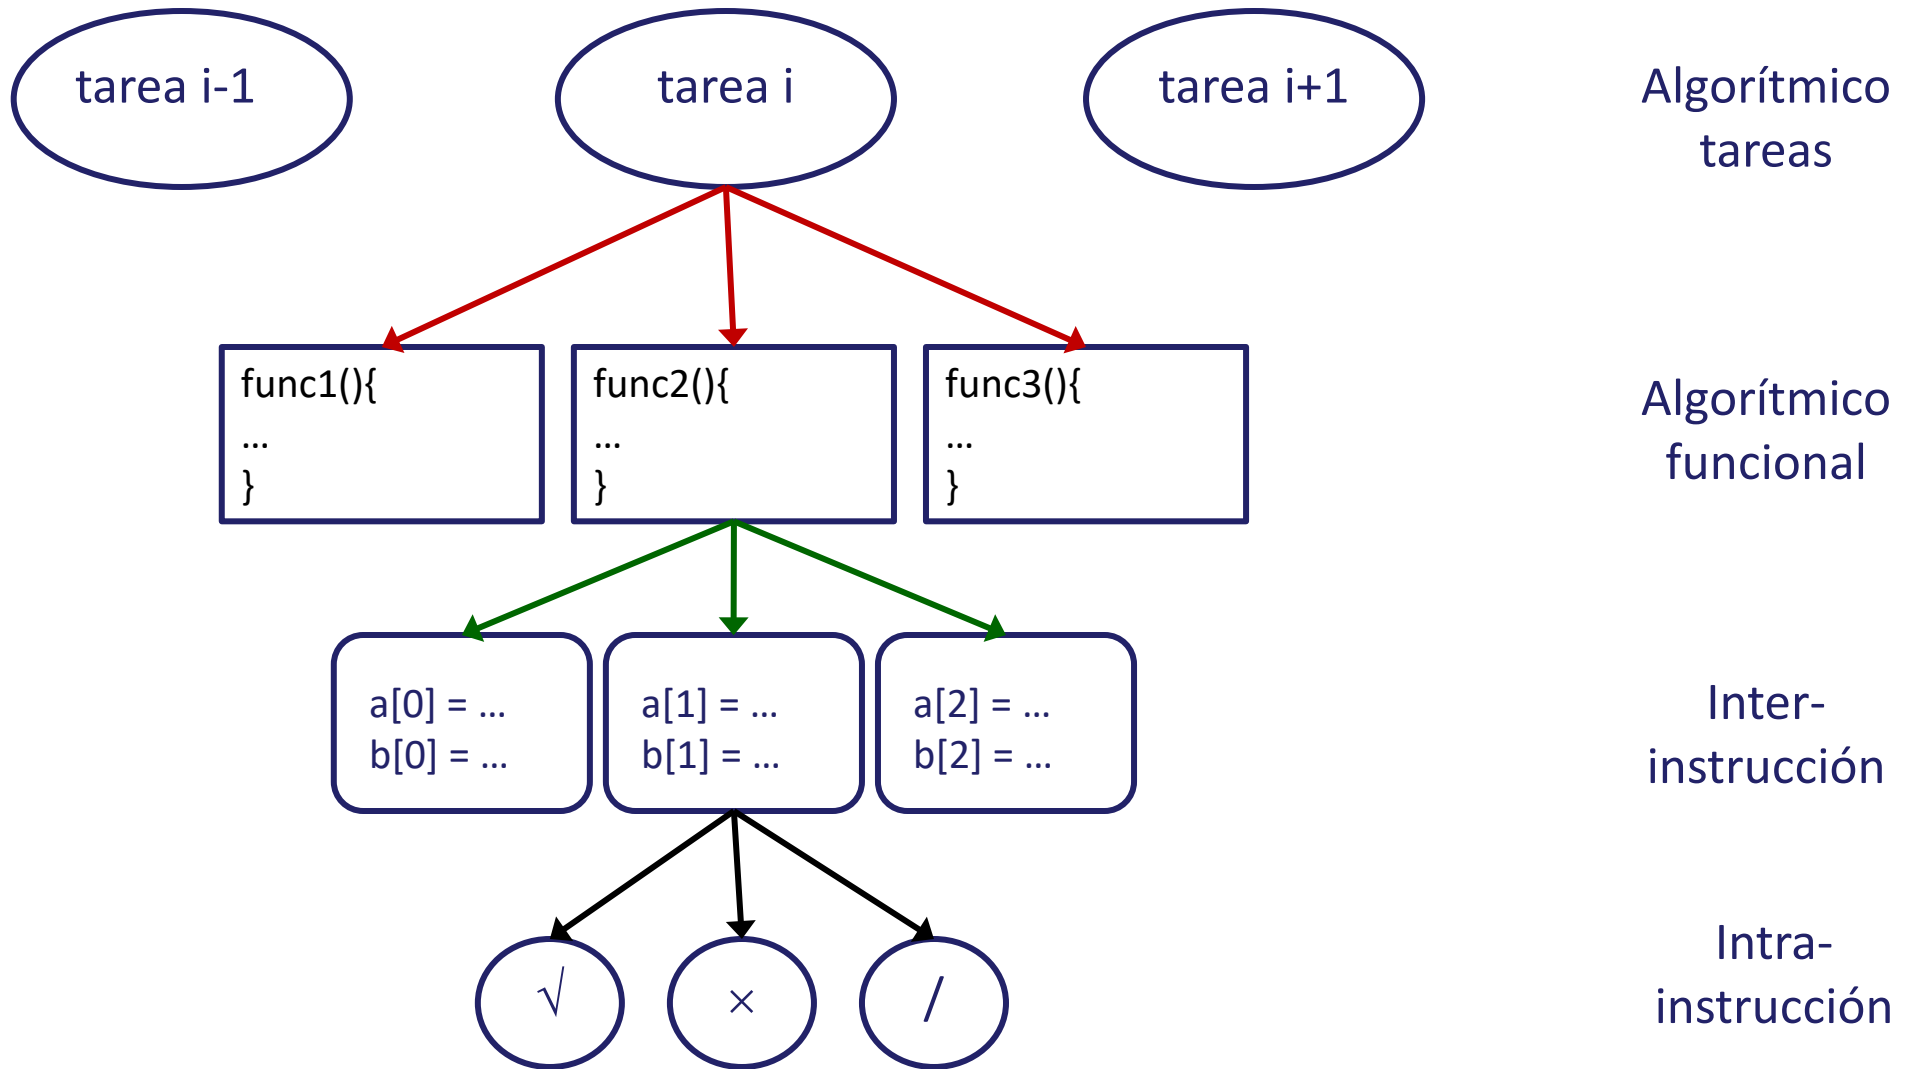 tarea i-1
tarea i
tarea i+1
Algorítmico
tareas
func1(){
...
}
func2(){
...
}
func3(){
...
}
Algorítmico
funcional
a[0] = ...
b[0] = ...
a[1] = ...
b[1] = ...
a[2] = ...
b[2] = ...
Inter-
instrucción
√
×
/
Intra-
instrucción